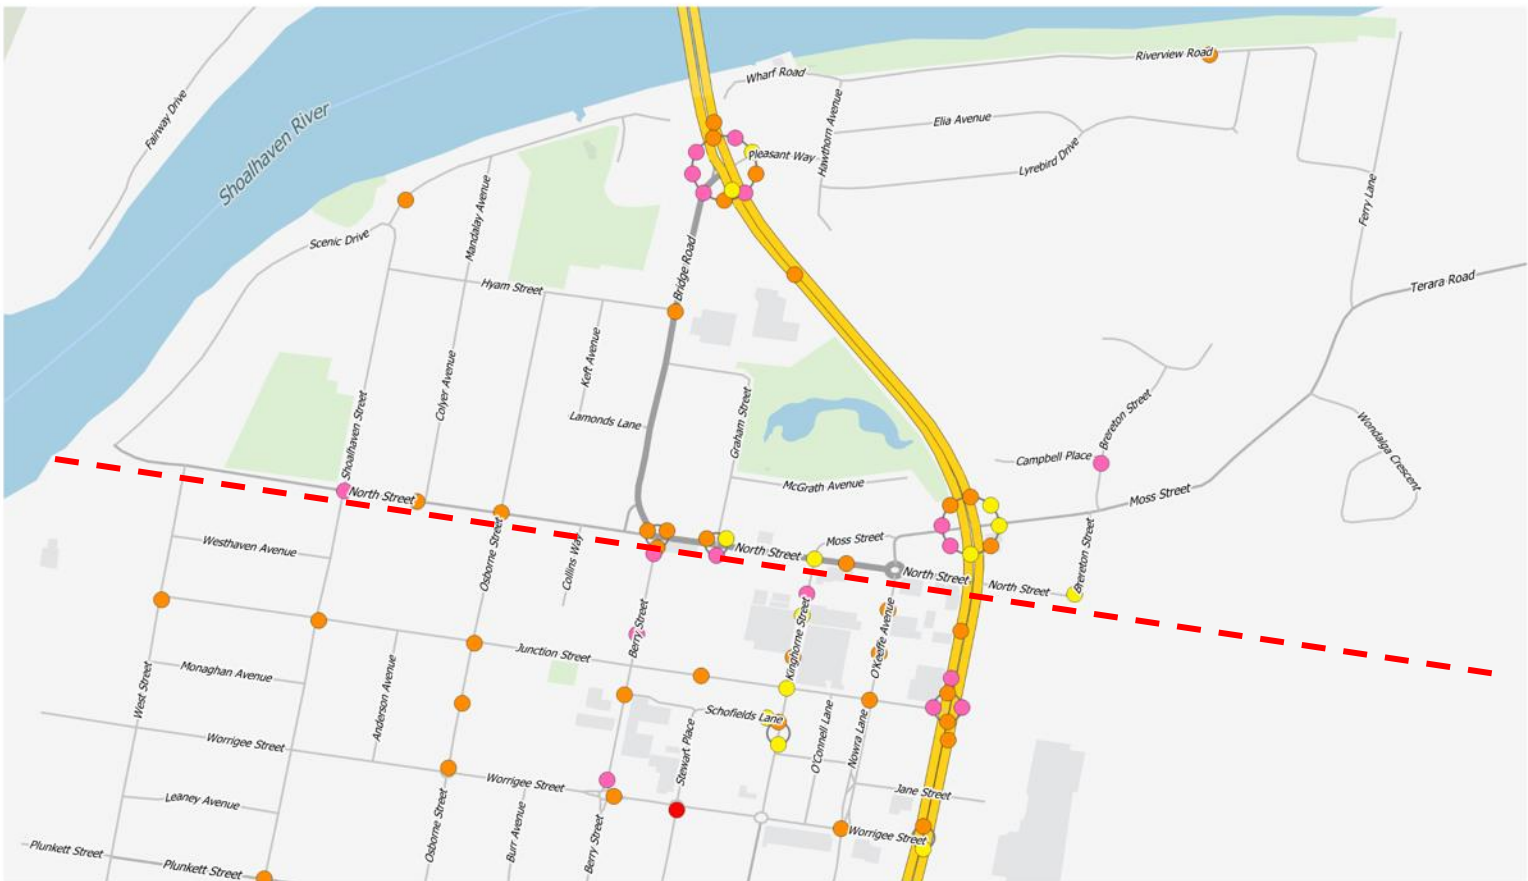 Riverview Road
Wharf Road
Fairway Drive
Hawthorn Avenue
Elia Avenue
Shoalhaven River
Pleasant Way
Lyrebird Drive
Ferry Lane
Mandalay Avenue
Scenic Drive
Bridge Road
Terara Road
Hyam Street
Keft Avenue
Colyer Avenue
Graham Street
Lamonds Lane
Shoalhaven Street
Brereton Street
Wondalga Crescent
Campbell Place
McGrath Avenue
North Street
Moss Street
Moss Street
Osborne Street
Westhaven Avenue
Collins Way
North Street
North Street
North Street
Brereton Street
Berry Street
Kinghorne Street
O'Keeffe Avenue
Junction Street
Monaghan Avenue
West Street
Anderson Avenue
Schofields Lane
Stewart Place
O'Connell Lane
Nowra Lane
Worrigee Street
Worrigee Street
Jane Street
Leaney Avenue
Osborne Street
Burr Avenue
Berry Street
Worrigee Street
Plunkett Street
Plunkett Street